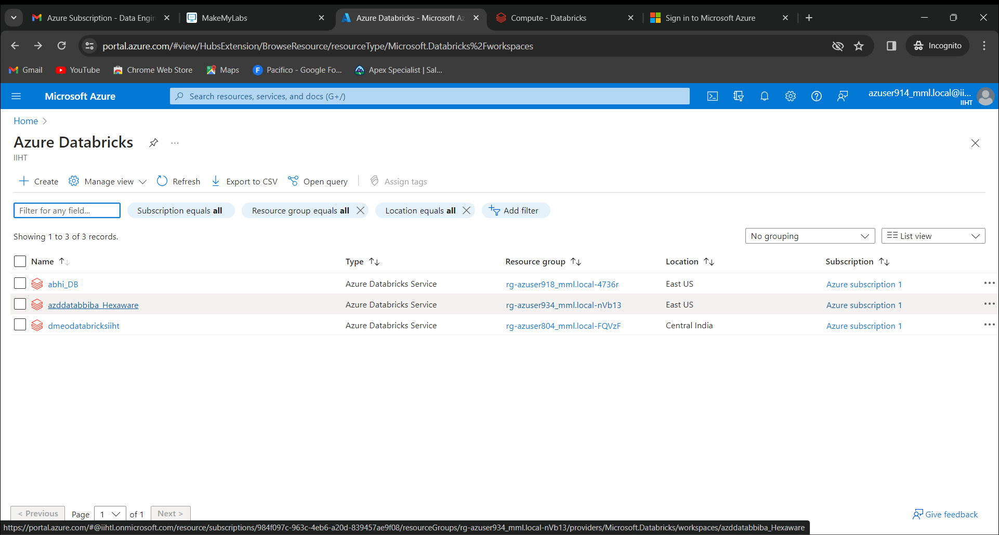 Azure Subscription - Data Engin
MakeMyLabs
Azure Databricks - Microsoft Az
Compute - Databricks
Sign in to Microsoft Azure
portal.azure.com/#view/HubsExtension/BrowseResource/resourceType/Microsoft.Databricks%2Fworkspaces
Incognito
Gmail
YouTube
Chrome Web Store
Maps
Pacifico - Google Fo...
Apex Specialist | Sal...
Microsoft Azure
Search resources, services, and docs (G+/)
azuser914_mml.local@ii...
IIHT
Home
Azure Databricks
IIHT
Create
Manage view
Refresh
Export to CSV
Open query
Assign tags
Filter for any field...
Subscription equals all
Resource group equals all
Location equals all
Add filter
Showing 1 to 3 of 3 records.
No grouping
List view
Name Type Resource group Location Subscription
abhi_DB Azure Databricks Service rg-azuser918_mml.local-4736r East US Azure subscription 1
azddatabbiba_Hexaware Azure Databricks Service rg-azuser934_mml.local-nVb13 East US Azure subscription 1
dmeodatabricksiiht Azure Databricks Service rg-azuser804_mml.local-FQVzF Central India Azure subscription 1
< Previous Page 1 of 1 Next >
Give feedback
https://portal.azure.com/#@iihtl.onmicrosoft.com/resource/subscriptions/984f097c-963c-4eb6-a20d-839457ae9f08/resourceGroups/rg-azuser934_mml.local-nVb13/providers/Microsoft.Databricks/workspaces/azddatabbiba_Hexaware